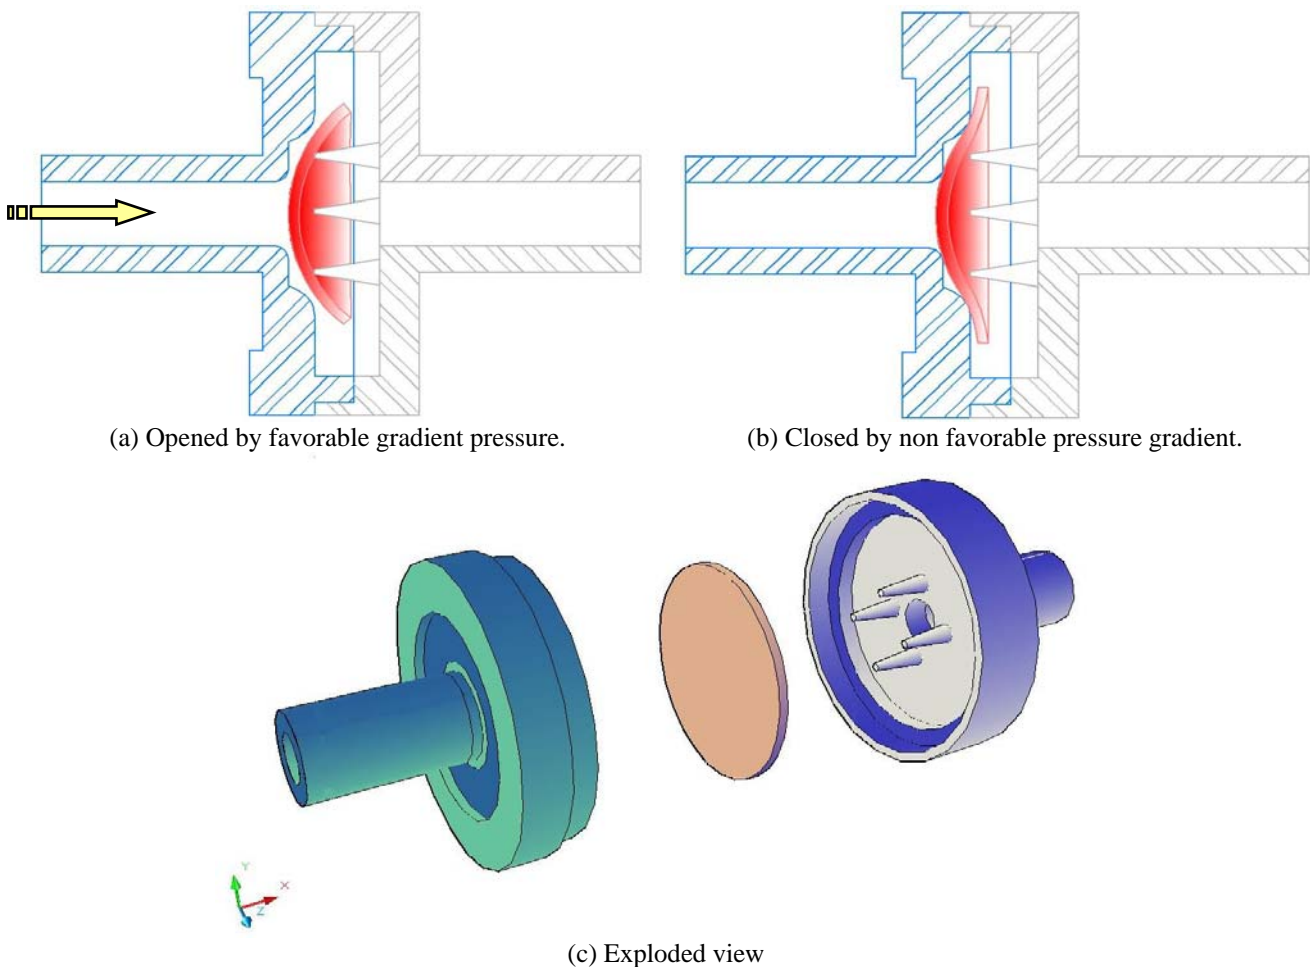 (a) Opened by favorable gradient pressure.
(b) Closed by non favorable pressure gradient.
Y
X
Z
(c) Exploded view